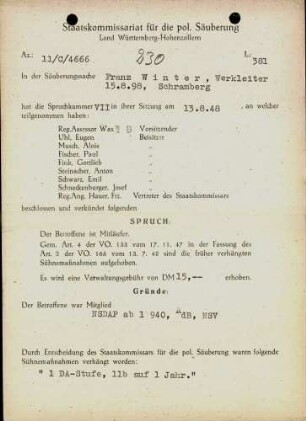 Staatskommissariat für die pol. Säuberung
Land Württemberg-Hohenzollern
Az.: 11/C/4666 830 L: 381
In der Säuberungssache Franz Winter, Werkleiter
15.8.98, Schramberg
hat die Spruchkammer VII in ihrer Sitzung am 13.8.48 , an welcher
teilgenommen haben:
Reg.Assessor Wax Vorsitzender
Uhl, Eugen Beisitzer
Munch, Alois
Fischer, Paul
Fink, Gottlieb
Steinacher, Anton
Schwarz, Emil
Schneckenburger, Josef
Reg.Ang. Hauer, Frz. Vertreter des Staatskommissars
beschlossen und verkündet folgenden
SPRUCH:
Der Betroffene ist Mitläufer.
Gem. Art. 4 der VO. 133 vom 17. 11. 47 in der Fassung des
Art. 2 der VO. 165 vom 13. 7. 48 sind die früher verhängten
Sühnemaßnahmen aufgehoben.
Es wird eine Verwaltungsgebühr von DM 15,-- erhoben.
Gründe:
Der Betroffene war Mitglied
NSDAP ab 1 940, RdB, NSV
Durch Entscheidung des Staatskommissars für die pol. Säuberung waren folgende
Sühnemaßnahmen verhängt worden:
"1 DA-Stufe, 11b auf 1 Jahr."